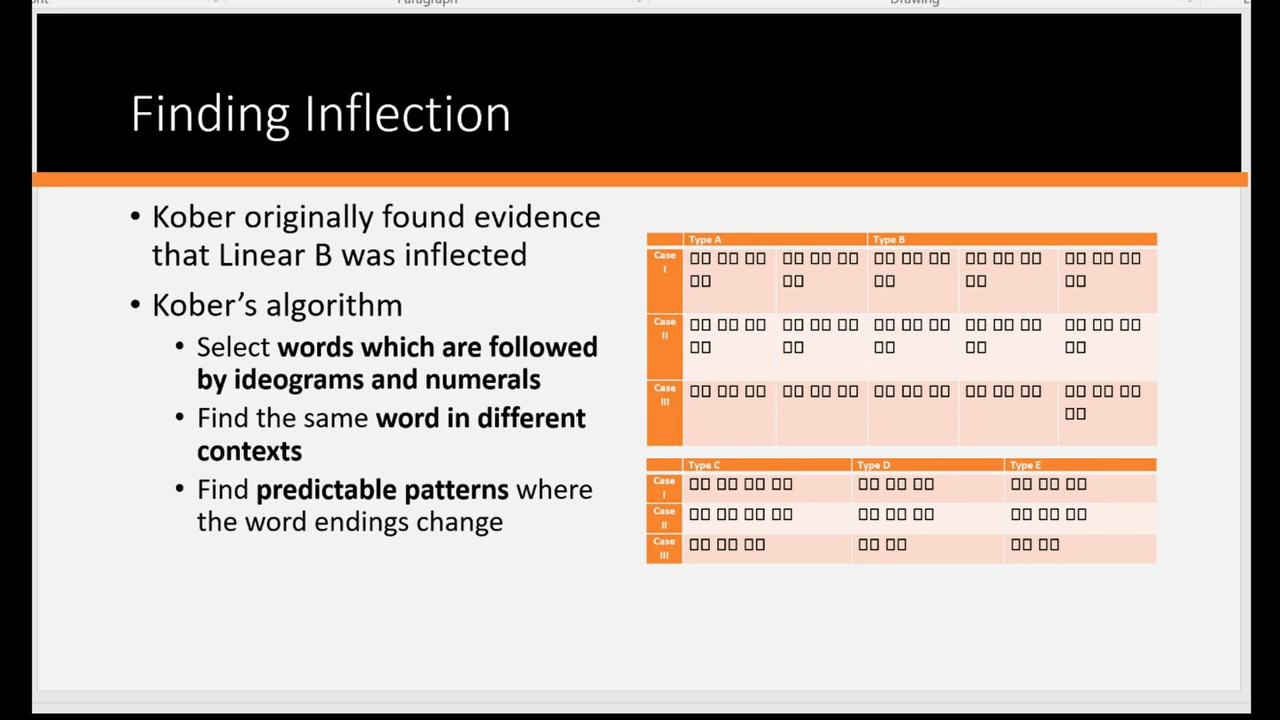 Paragraph
Drawing
Finding Inflection
• Kober originally found evidence
that Linear B was inflected
• Kober’s algorithm
• Select words which are followed
by ideograms and numerals
• Find the same word in different
contexts
• Find predictable patterns where
the word endings change
Type A Type B
Case
I
Case
II
Case
III
Type C Type D Type E
Case
I
Case
II
Case
III